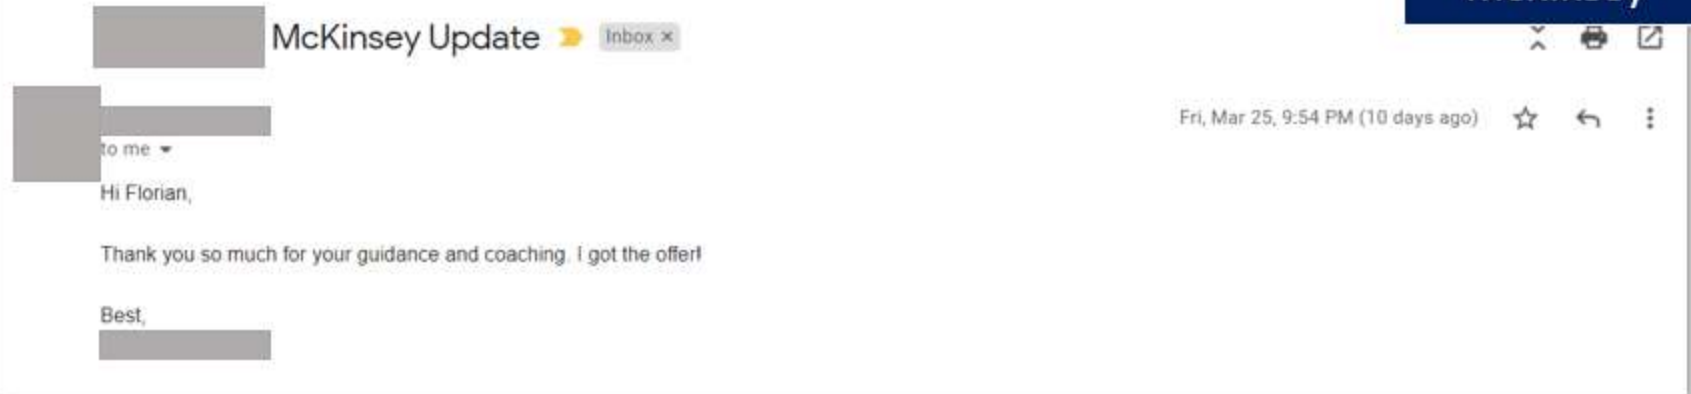 McKinsey Update Inbox ×
Fri, Mar 25, 9:54 PM (10 days ago)
to me
Hi Florian,
Thank you so much for your guidance and coaching. I got the offer!
Best,